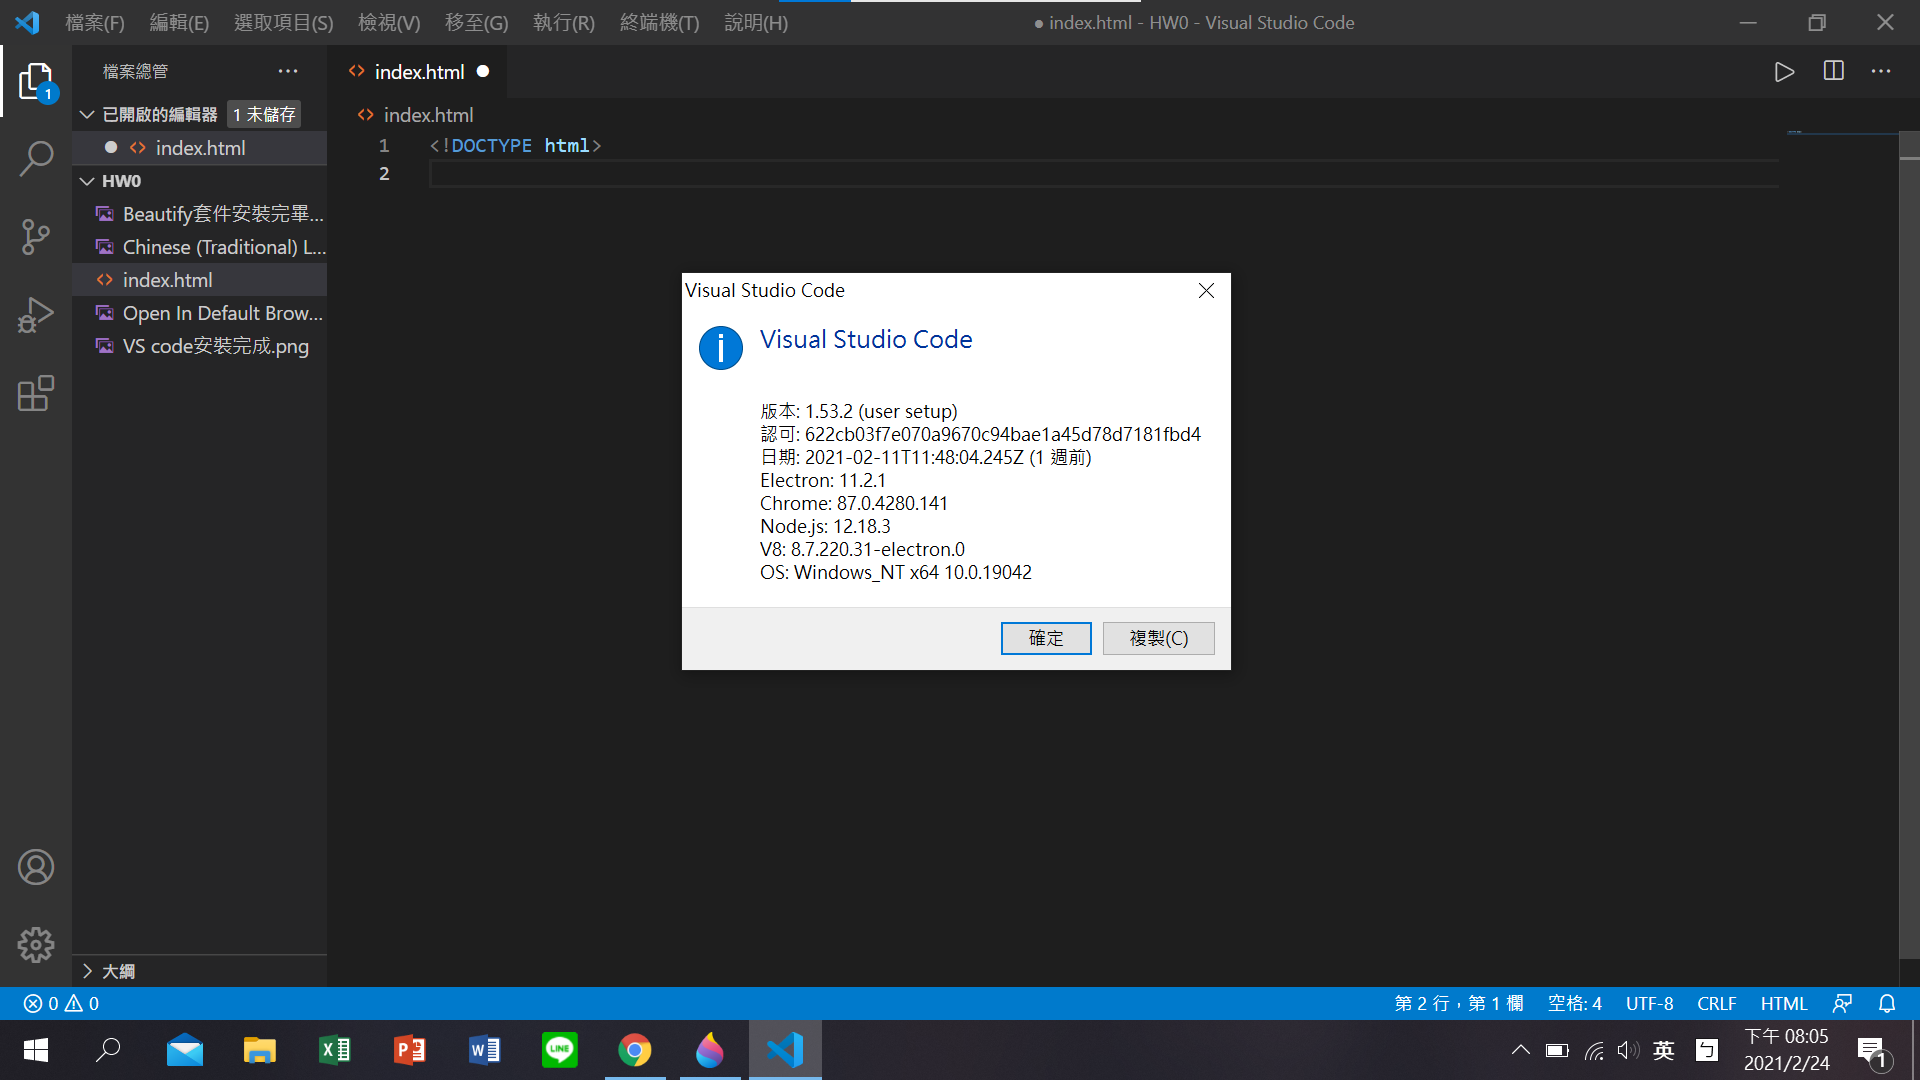 檔案(F) 編輯(E) 選取項目(S) 檢視(V) 移至(G) 執行(R) 終端機(T) 說明(H)
● index.html - HW0 - Visual Studio Code
檔案總管
1
已開啟的編輯器 1 未儲存
index.html
HW0
Beautify套件安裝完畢...
Chinese (Traditional) L...
index.html
Open In Default Brow...
VS code安裝完成.png
大綱
index.html
index.html
1 <!DOCTYPE html>
2
Visual Studio Code
Visual Studio Code
版本: 1.53.2 (user setup)
認可: 622cb03f7e070a9670c94bae1a45d78d7181fbd4
日期: 2021-02-11T11:48:04.245Z (1 週前)
Electron: 11.2.1
Chrome: 87.0.4280.141
Node.js: 12.18.3
V8: 8.7.220.31-electron.0
OS: Windows_NT x64 10.0.19042
確定 複製(C)
0 0
第 2 行，第 1 欄 空格: 4 UTF-8 CRLF HTML
LINE
英 ㄅ
下午 08:05
2021/2/24
1